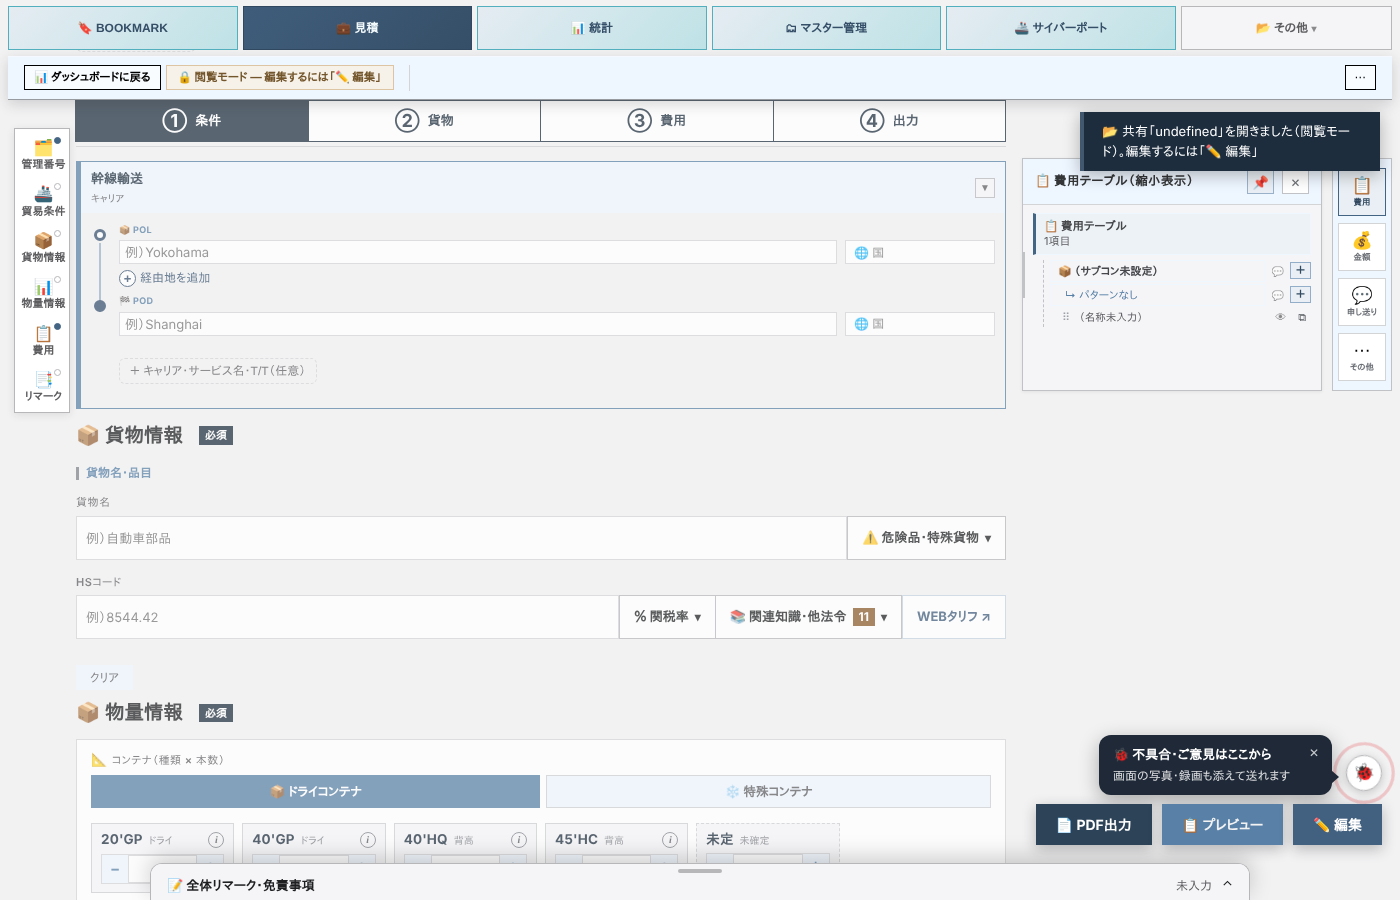 🔖 BOOKMARK
💼 見積
📊 統計
🗂 マスター管理
🚢 サイバーポート
📂 その他 ▾
📊 ダッシュボードに戻る
🔒 閲覧モード — 編集するには「✏️ 編集」
…
① 条件
② 貨物
③ 費用
④ 出力
📂 共有「undefined」を開きました（閲覧モード）。編集するには「✏️ 編集」
🗂️ 管理番号
🚢 貿易条件
📦 貨物情報
📊 物量情報
📋 費用
📑 リマーク
幹線輸送
キャリア
▼
📦 POL
例）Yokohama
🌐 国
+ 経由地を追加
🏁 POD
例）Shanghai
🌐 国
＋ キャリア・サービス名・T/T（任意）
📋 費用テーブル（縮小表示）
📌
×
📋 費用テーブル
1項目
📦 （サブコン未設定）
💬 +
↪ パターンなし
💬 +
⠿ （名称未入力）
👁 ⧉
📋 費用
💰 金額
💬 申し送り
… その他
📦 貨物情報 必須
貨物名・品目
貨物名
例）自動車部品
⚠️ 危険品・特殊貨物 ▼
HSコード
例）8544.42
% 関税率 ▼
📚 関連知識・他法令 11 ▼
WEBタリフ ↗
クリア
📦 物量情報 必須
📐 コンテナ（種類 × 本数）
📦 ドライコンテナ
❄️ 特殊コンテナ
20'GP ドライ i
40'GP ドライ i
40'HQ 背高 i
45'HC 背高 i
未定 未確定
−
🐞 不具合・ご意見はここから ×
画面の写真・録画も添えて送れます
🐞
📄 PDF出力
📋 プレビュー
✏️ 編集
📝 全体リマーク・免責事項
未入力 ^